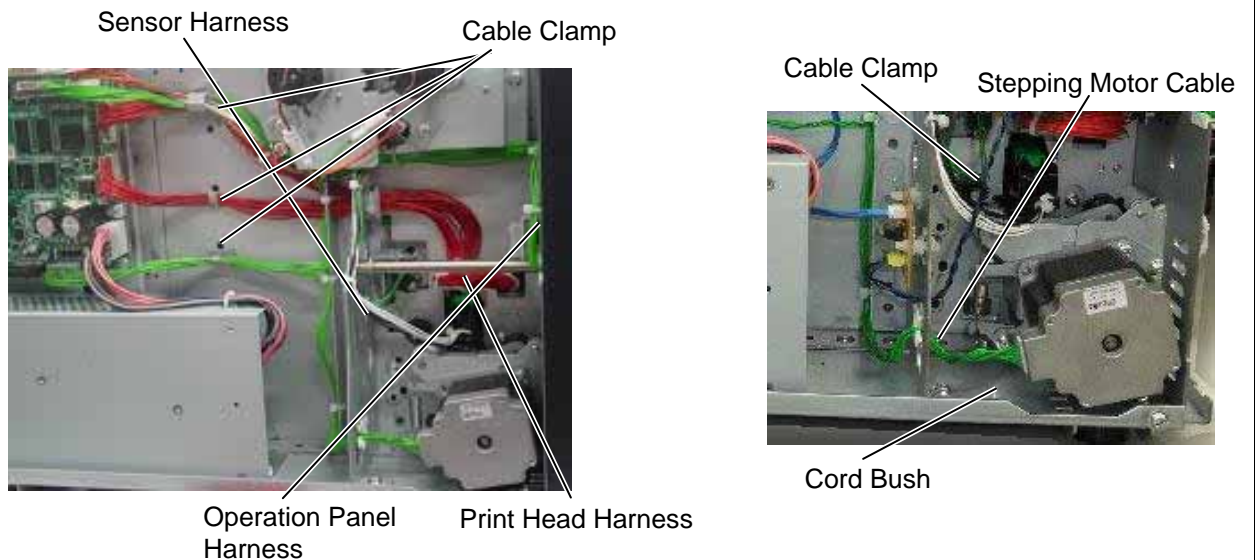 Sensor Harness
Cable Clamp
Operation Panel
Harness
Print Head Harness
Cable Clamp
Stepping Motor Cable
Cord Bush